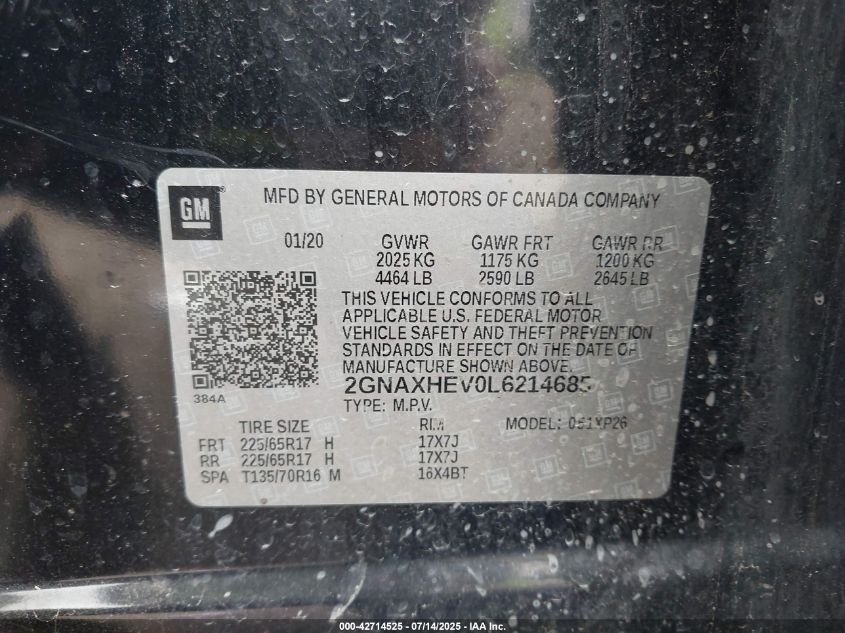 GM
MFD BY GENERAL MOTORS OF CANADA COMPANY
01/20 GVWR GAWR FRT GAWR RR
2025 KG 1175 KG 1200 KG
4464 LB 2590 LB 2645 LB
THIS VEHICLE CONFORMS TO ALL
APPLICABLE U.S. FEDERAL MOTOR
VEHICLE SAFETY AND THEFT PREVENTION
STANDARDS IN EFFECT ON THE DATE OF
MANUFACTURE SHOWN ABOVE.
2GNAXHEV0L6214685
384A
TYPE: M.P.V.
TIRE SIZE RIM MODEL:
FRT 225/65R17 H 17X7J
RR 225/65R17 H 17X7J
SPA T135/70R16 M 16X4BT
000-42714525 - 07/14/2025 - IAA Inc.